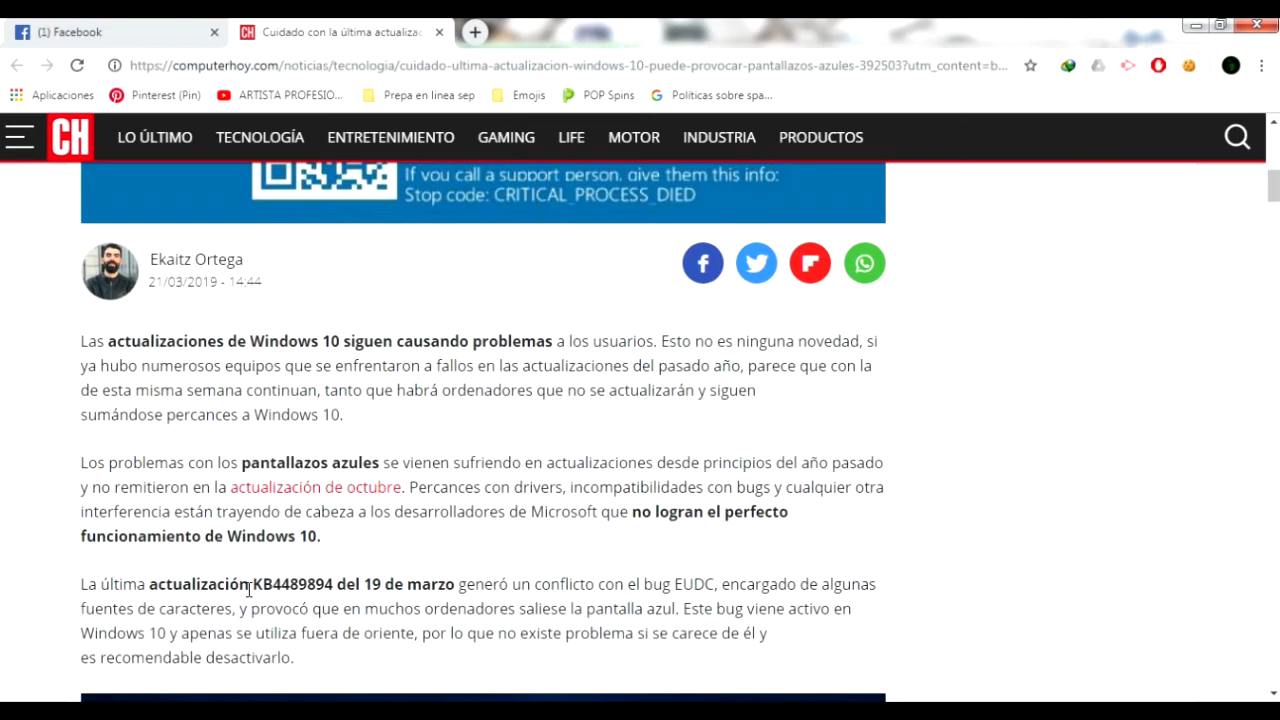 (1) Facebook
CH Cuidado con la última actualizac
https://computerhoy.com/noticias/tecnologia/cuidado-ultima-actualizacion-windows-10-puede-provocar-pantallazos-azules-392503?utm_content=b...
Aplicaciones Pinterest (Pin) ARTISTA PROFESIO... Prepa en linea sep Emojis POP Spins Políticas sobre spa...
CH LO ÚLTIMO TECNOLOGÍA ENTRETENIMIENTO GAMING LIFE MOTOR INDUSTRIA PRODUCTOS
If you call a support person, give them this info:
Stop code: CRITICAL_PROCESS_DIED
Ekaitz Ortega
21/03/2019 - 14:44
Las actualizaciones de Windows 10 siguen causando problemas a los usuarios. Esto no es ninguna novedad, si
ya hubo numerosos equipos que se enfrentaron a fallos en las actualizaciones del pasado año, parece que con la
de esta misma semana continuan, tanto que habrá ordenadores que no se actualizarán y siguen
sumándose percances a Windows 10.
Los problemas con los pantallazos azules se vienen sufriendo en actualizaciones desde principios del año pasado
y no remitieron en la actualización de octubre. Percances con drivers, incompatibilidades con bugs y cualquier otra
interferencia están trayendo de cabeza a los desarrolladores de Microsoft que no logran el perfecto
funcionamiento de Windows 10.
La última actualización KB4489894 del 19 de marzo generó un conflicto con el bug EUDC, encargado de algunas
fuentes de caracteres, y provocó que en muchos ordenadores saliese la pantalla azul. Este bug viene activo en
Windows 10 y apenas se utiliza fuera de oriente, por lo que no existe problema si se carece de él y
es recomendable desactivarlo.